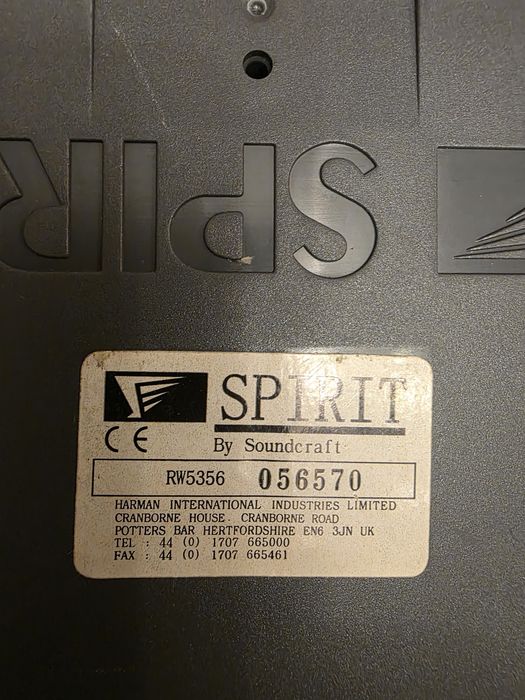 SPIR
SPIRIT
By Soundcraft
RW5356 056570
HARMAN INTERNATIONAL INDUSTRIES LIMITED
CRANBORNE HOUSE. CRANBORNE ROAD
POTTERS BAR HERTFORDSHIRE EN6 3JN UK
TEL : 44 (0) 1707 665000
FAX : 44 (0) 1707 665461
CE